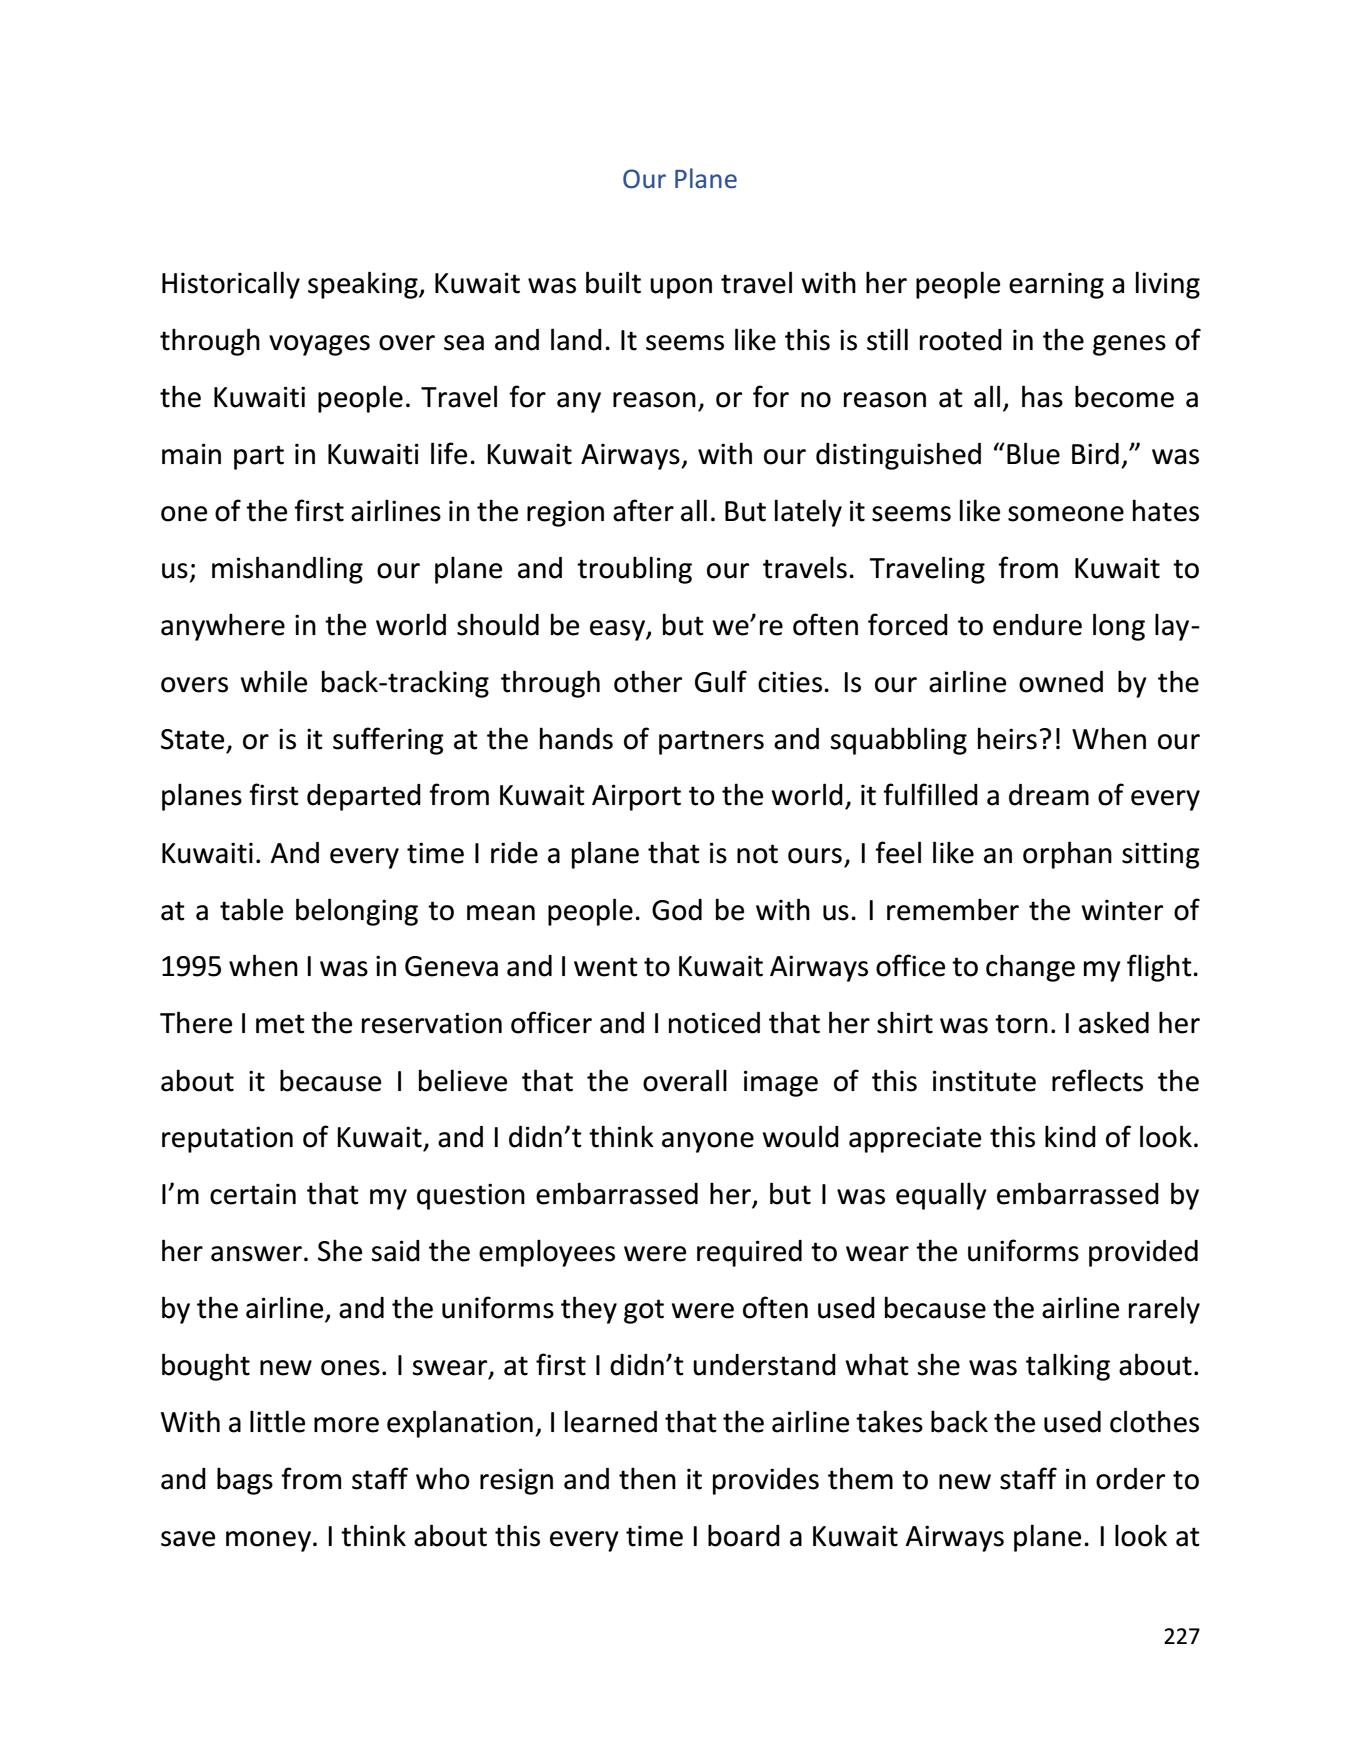 Our Plane
Historically speaking, Kuwait was built upon travel with her people earning a living
through voyages over sea and land. It seems like this is still rooted in the genes of
the Kuwaiti people. Travel for any reason, or for no reason at all, has become a
main part in Kuwaiti life. Kuwait Airways, with our distinguished “Blue Bird,” was
one of the first airlines in the region after all. But lately it seems like someone hates
us; mishandling our plane and troubling our travels. Traveling from Kuwait to
anywhere in the world should be easy, but we’re often forced to endure long lay-
overs while back-tracking through other Gulf cities. Is our airline owned by the
State, or is it suffering at the hands of partners and squabbling heirs?! When our
planes first departed from Kuwait Airport to the world, it fulfilled a dream of every
Kuwaiti. And every time I ride a plane that is not ours, I feel like an orphan sitting
at a table belonging to mean people. God be with us. I remember the winter of
1995 when I was in Geneva and I went to Kuwait Airways office to change my flight.
There I met the reservation officer and I noticed that her shirt was torn. I asked her
about it because I believe that the overall image of this institute reflects the
reputation of Kuwait, and I didn’t think anyone would appreciate this kind of look.
I’m certain that my question embarrassed her, but I was equally embarrassed by
her answer. She said the employees were required to wear the uniforms provided
by the airline, and the uniforms they got were often used because the airline rarely
bought new ones. I swear, at first I didn’t understand what she was talking about.
With a little more explanation, I learned that the airline takes back the used clothes
and bags from staff who resign and then it provides them to new staff in order to
save money. I think about this every time I board a Kuwait Airways plane. I look at
227